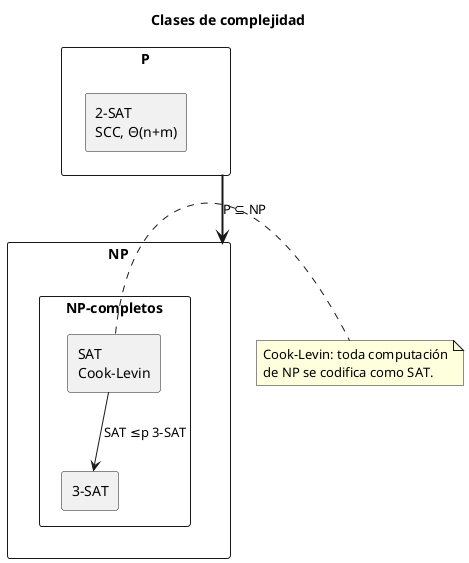 Clases de complejidad
P
2-SAT
SCC, Θ(n+m)
P ⊆ NP
NP
NP-completos
SAT
Cook-Levin
Cook-Levin: toda computación
de NP se codifica como SAT.
SAT ≤p 3-SAT
3-SAT